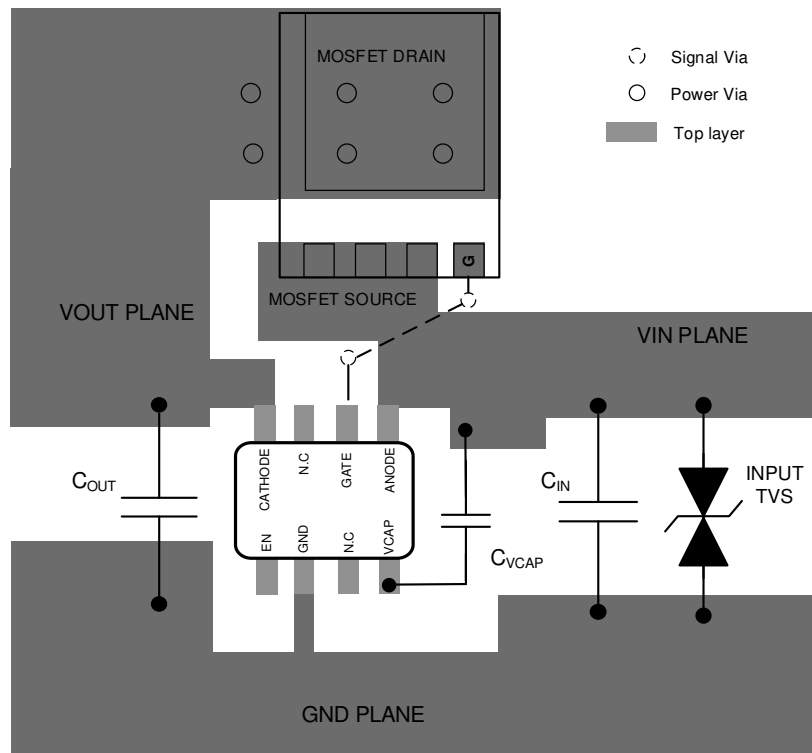 MOSFET DRAIN
Signal Via
Power Via
Top layer
G
MOSFET SOURCE
VOUT PLANE
VIN PLANE
CATHODE
N.C
GATE
ANODE
EN
GND
N.C
VCAP
COUT
CVCAP
CIN
INPUT
TVS
GND PLANE